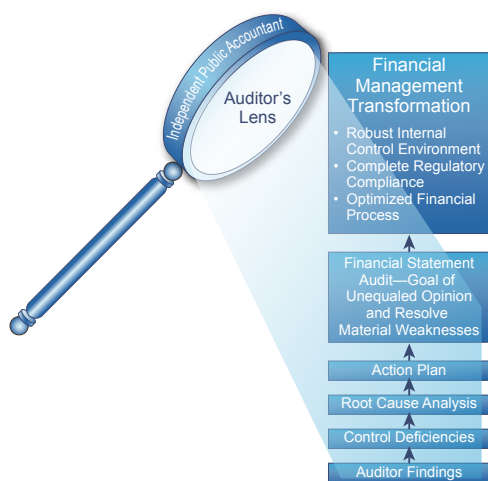 Independent Public Accountant
Auditor's
Lens
Financial
Management
Transformation
• Robust Internal
Control Environment
• Complete Regulatory
Compliance
• Optimized Financial
Process
Financial Statement
Audit—Goal of
Unequaled Opinion
and Resolve
Material Weaknesses
Action Plan
Root Cause Analysis
Control Deficiencies
Auditor Findings